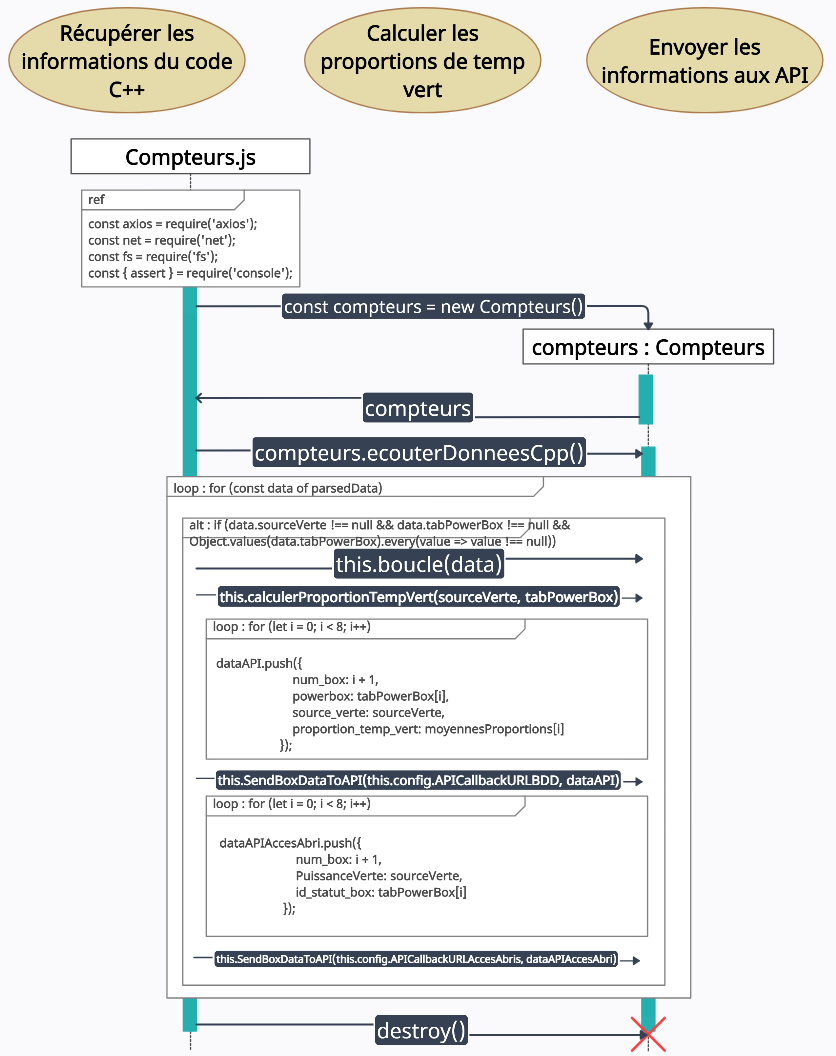 Récupérer les
informations du code
C++
Calculer les
proportions de temp
vert
Envoyer les
informations aux API
Compteurs.js
ref
const axios = require('axios');
const net = require('net');
const fs = require('fs');
const { assert } = require('console');
const compteurs = new Compteurs()
compteurs : Compteurs
compteurs
compteurs.ecouterDonneesCpp()
loop : for (const data of parsedData)
alt : if (data.sourceVerte !== null && data.tabPowerBox !== null &&
Object.values(data.tabPowerBox).every(value => value !== null))
this.boucle(data)
this.calculerProportionTempVert(sourceVerte, tabPowerBox)
loop : for (let i = 0; i < 8; i++)
dataAPI.push({
num_box: i + 1,
powerbox: tabPowerBox[i],
source_verte: sourceVerte,
proportion_temp_vert: moyennesProportions[i]
});
this.SendBoxDataToAPI(this.config.APICallbackURLBDD, dataAPI)
loop : for (let i = 0; i < 8; i++)
dataAPIAccesAbri.push({
num_box: i + 1,
PuissanceVerte: sourceVerte,
id_statut_box: tabPowerBox[i]
});
this.SendBoxDataToAPI(this.config.APICallbackURLAccesAbris, dataAPIAccesAbri)
destroy()